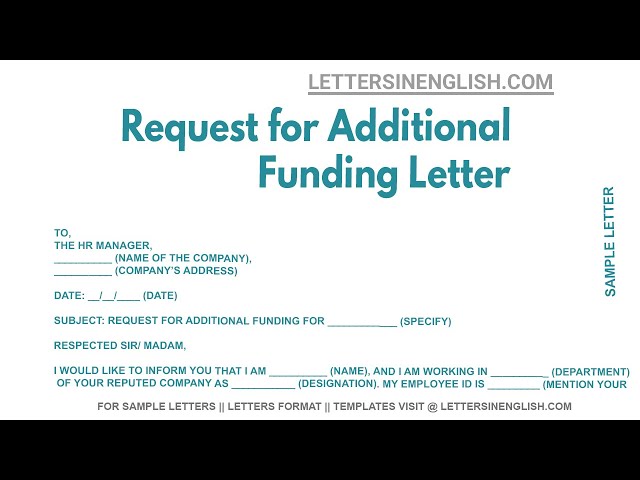 LETTERSINENGLISH.COM
Request for Additional
Funding Letter
SAMPLE LETTER
TO,
THE HR MANAGER,
__________ (NAME OF THE COMPANY),
__________ (COMPANY'S ADDRESS)
DATE: __/__/____ (DATE)
SUBJECT: REQUEST FOR ADDITIONAL FUNDING FOR ____________ (SPECIFY)
RESPECTED SIR/ MADAM,
I WOULD LIKE TO INFORM YOU THAT I AM __________ (NAME), AND I AM WORKING IN __________ (DEPARTMENT)
OF YOUR REPUTED COMPANY AS ___________ (DESIGNATION). MY EMPLOYEE ID IS _________ (MENTION YOUR
FOR SAMPLE LETTERS || LETTERS FORMAT || TEMPLATES VISIT @ LETTERSINENGLISH.COM